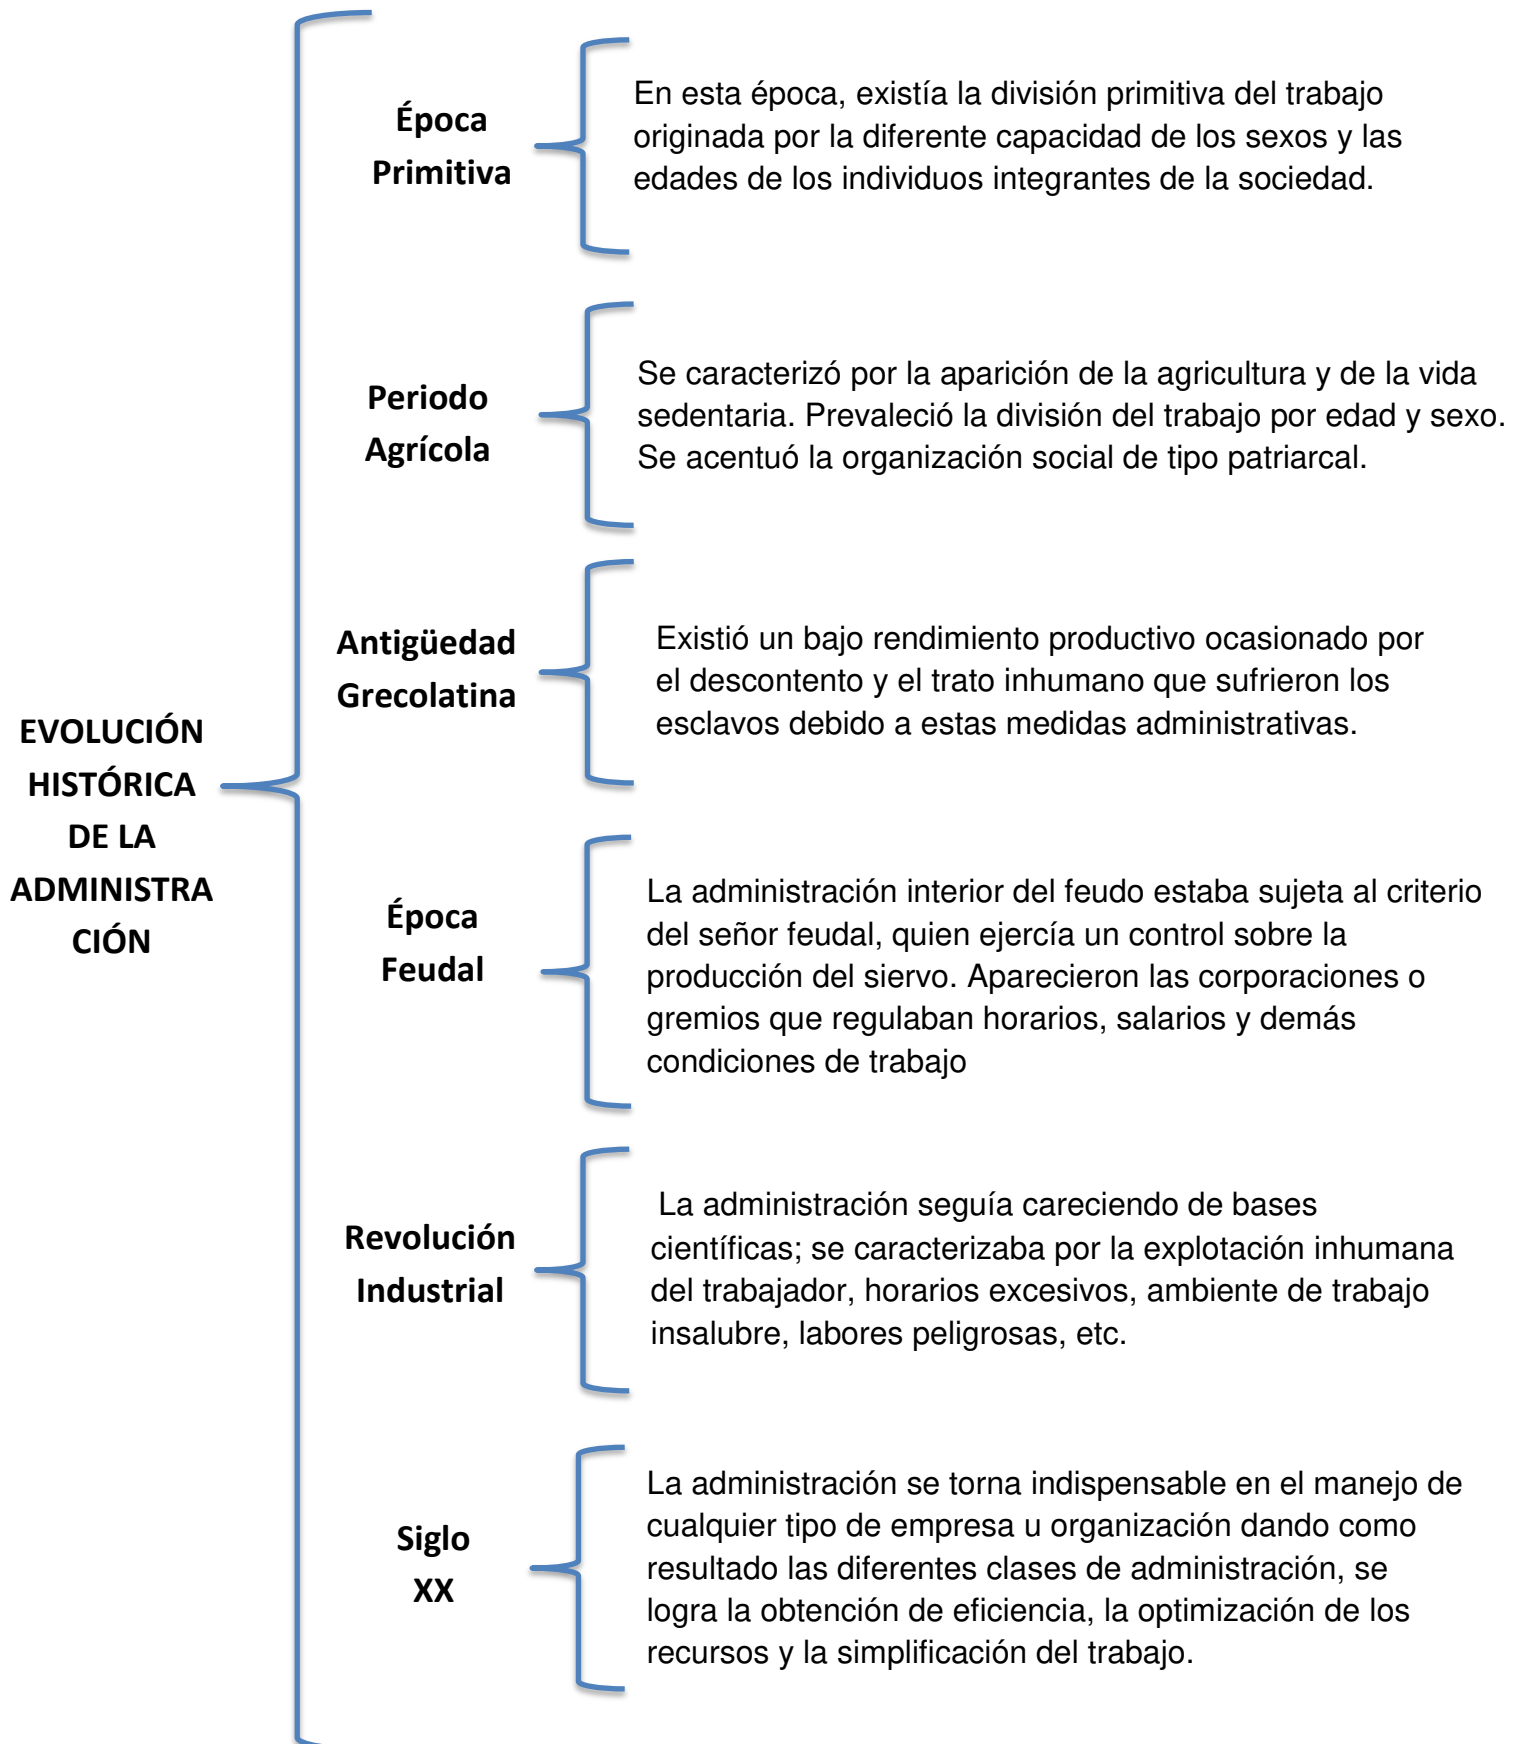 EVOLUCIÓN
HISTÓRICA
DE LA
ADMINISTRA
CIÓN
Época
Primitiva
En esta época, existía la división primitiva del trabajo
originada por la diferente capacidad de los sexos y las
edades de los individuos integrantes de la sociedad.
Periodo
Agrícola
Se caracterizó por la aparición de la agricultura y de la vida
sedentaria. Prevaleció la división del trabajo por edad y sexo.
Se acentuó la organización social de tipo patriarcal.
Antigüedad
Grecolatina
Existió un bajo rendimiento productivo ocasionado por
el descontento y el trato inhumano que sufrieron los
esclavos debido a estas medidas administrativas.
Época
Feudal
La administración interior del feudo estaba sujeta al criterio
del señor feudal, quien ejercía un control sobre la
producción del siervo. Aparecieron las corporaciones o
gremios que regulaban horarios, salarios y demás
condiciones de trabajo
Revolución
Industrial
La administración seguía careciendo de bases
científicas; se caracterizaba por la explotación inhumana
del trabajador, horarios excesivos, ambiente de trabajo
insalubre, labores peligrosas, etc.
Siglo
XX
La administración se torna indispensable en el manejo de
cualquier tipo de empresa u organización dando como
resultado las diferentes clases de administración, se
logra la obtención de eficiencia, la optimización de los
recursos y la simplificación del trabajo.